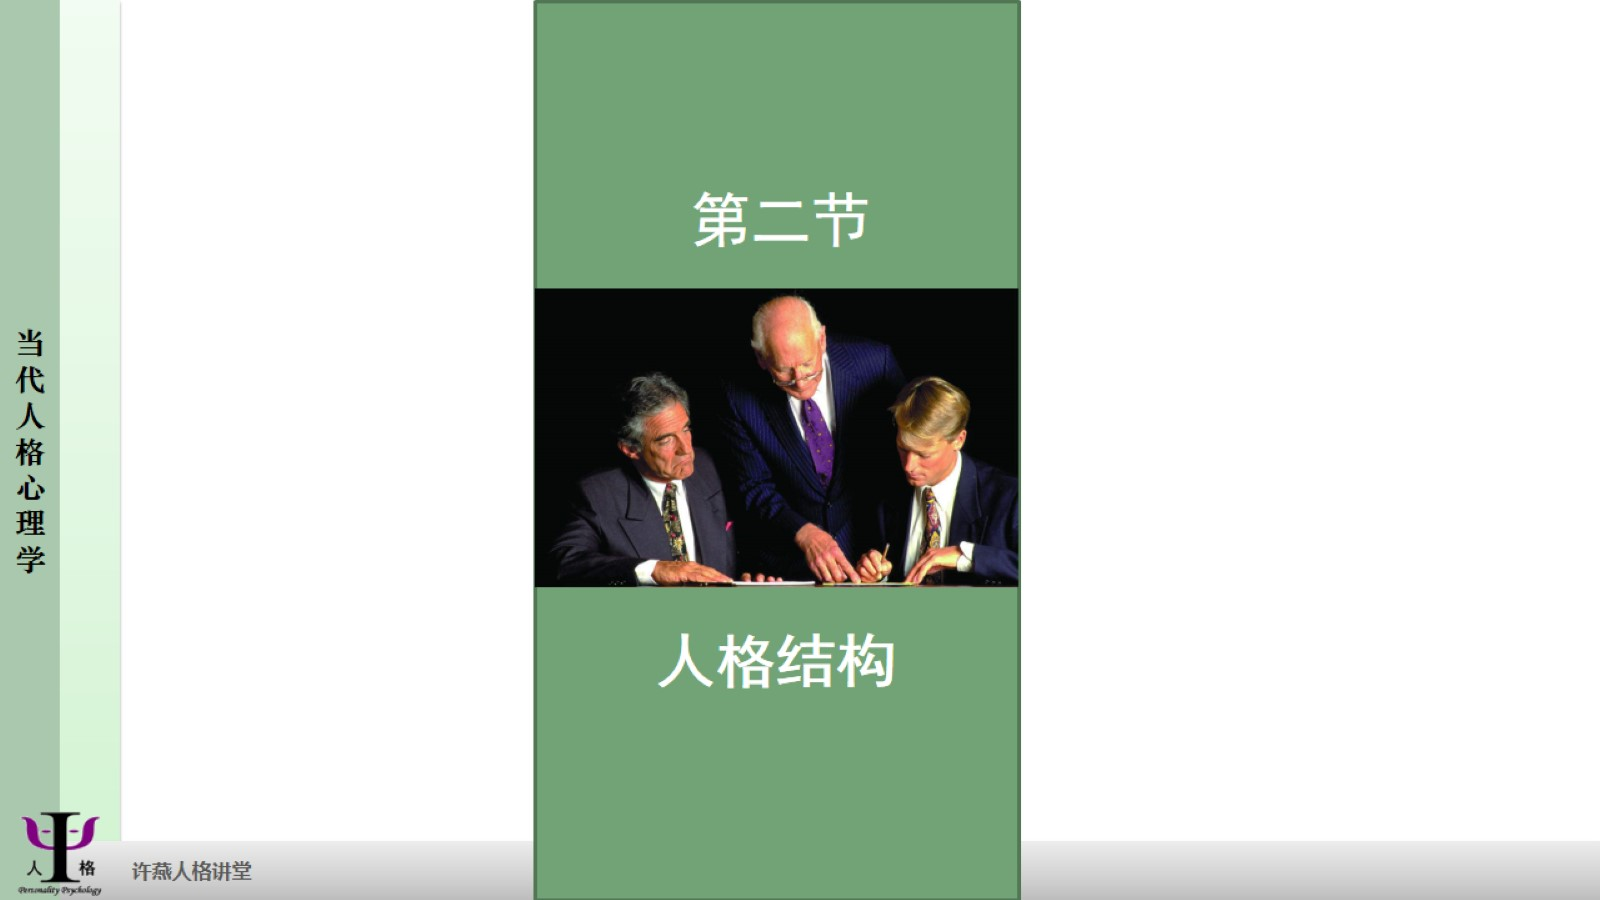 当代人格心理学
第二节
人格结构
人 格
Personality Psychology
许燕人格讲堂